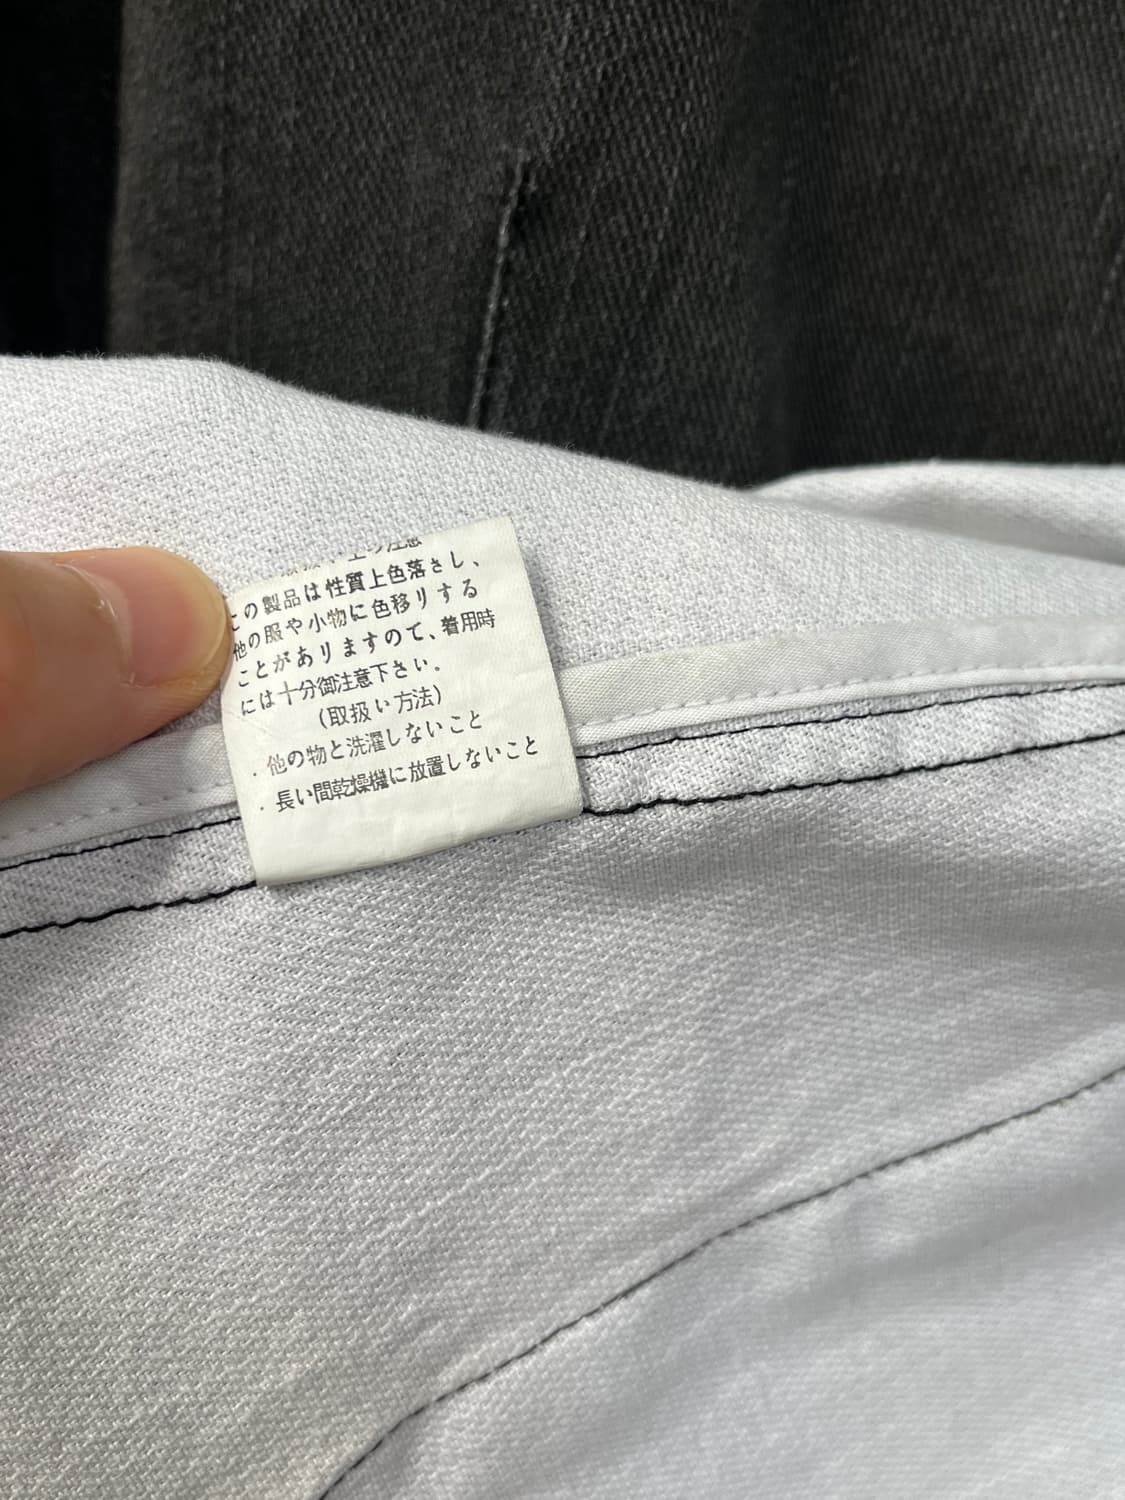 の注意
この製品は性質上色落ちし、
他の服や小物に色移りする
ことがありますので、着用時
には十分御注意下さい。
(取扱い方法)
・他の物と洗濯しないこと
・長い間乾燥機に放置しないこと